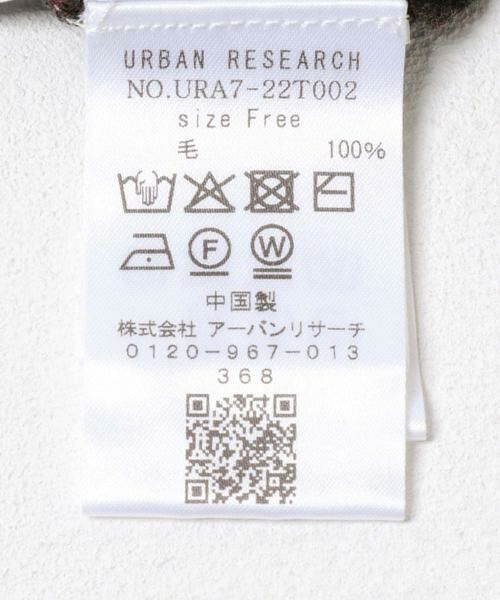 URBAN RESEARCH
NO.URA7-22T002
size Free
毛 100%
F W
中国製
株式会社 アーバンリサーチ
0120-967-013
368